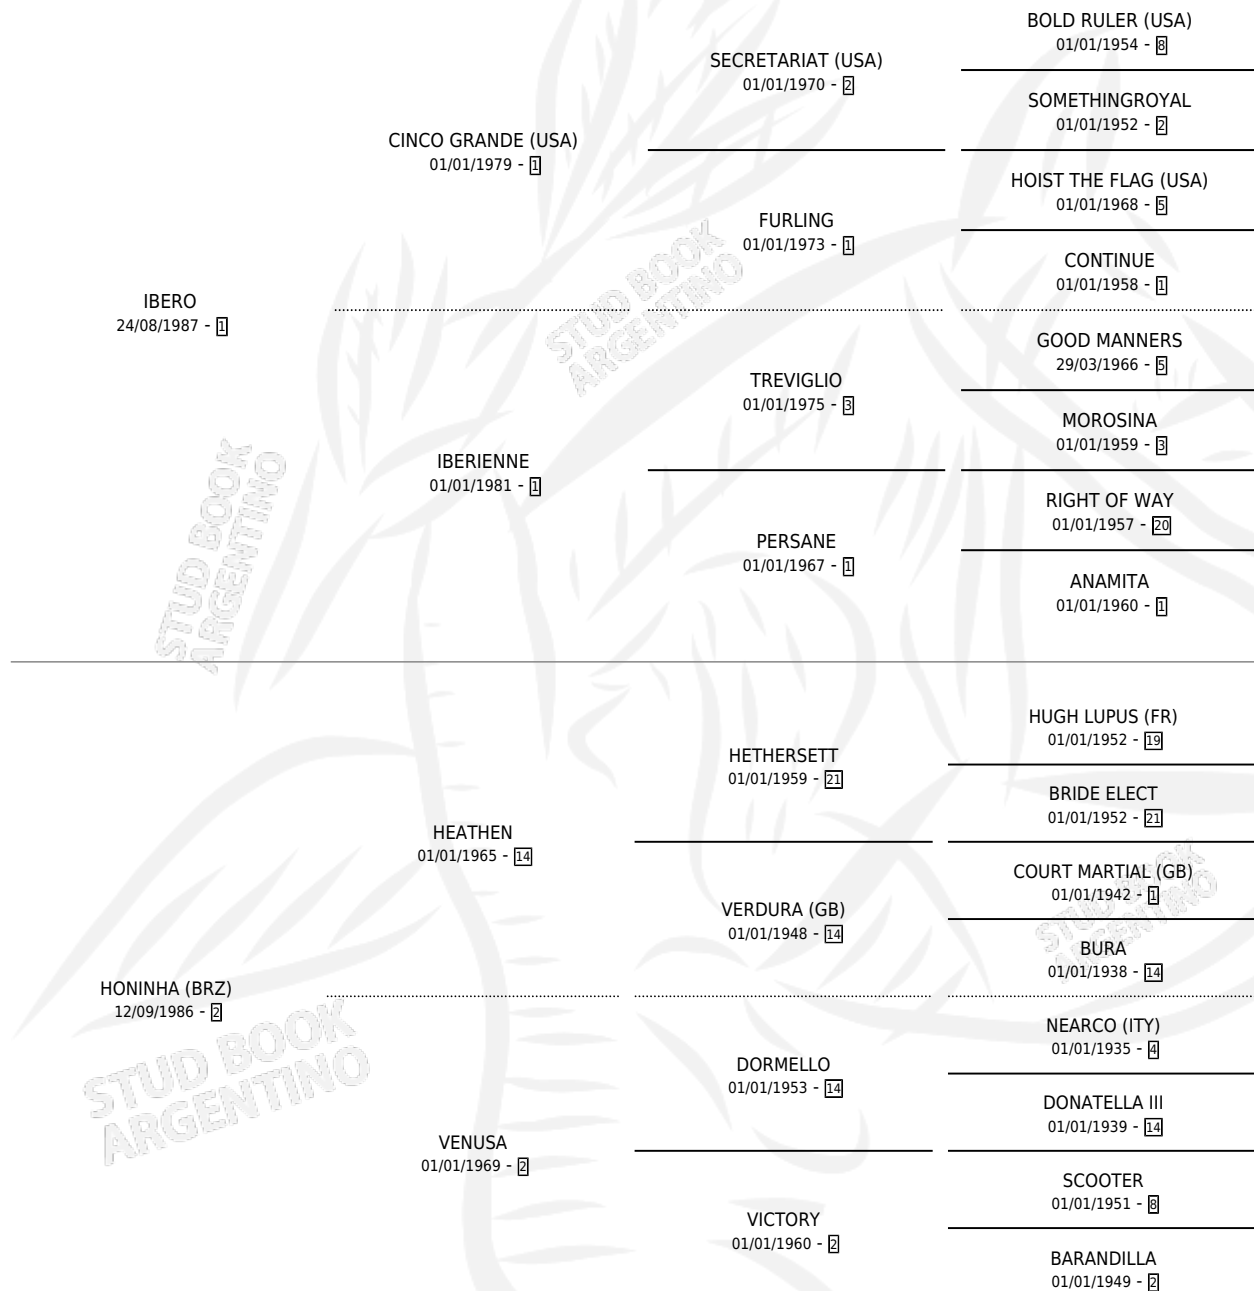 BOLD RULER (USA)
01/01/1954 - 8
SECRETARIAT (USA)
01/01/1970 - 2
SOMETHINGROYAL
01/01/1952 - 2
CINCO GRANDE (USA)
01/01/1979 - 1
HOIST THE FLAG (USA)
01/01/1968 - 5
FURLING
01/01/1973 - 1
CONTINUE
01/01/1958 - 1
IBERO
24/08/1987 - 1
GOOD MANNERS
29/03/1966 - 5
TREVIGLIO
01/01/1975 - 3
MOROSINA
01/01/1959 - 3
IBERIENNE
01/01/1981 - 1
RIGHT OF WAY
01/01/1957 - 20
PERSANE
01/01/1967 - 1
ANAMITA
01/01/1960 - 1
HUGH LUPUS (FR)
01/01/1952 - 19
HETHERSETT
01/01/1959 - 21
BRIDE ELECT
01/01/1952 - 21
HEATHEN
01/01/1965 - 14
COURT MARTIAL (GB)
01/01/1942 - 1
VERDURA (GB)
01/01/1948 - 14
BURA
01/01/1938 - 14
HONINHA (BRZ)
12/09/1986 - 2
NEARCO (ITY)
01/01/1935 - 4
DORMELLO
01/01/1953 - 14
DONATELLA III
01/01/1939 - 14
VENUSA
01/01/1969 - 2
SCOOTER
01/01/1951 - 8
VICTORY
01/01/1960 - 2
BARANDILLA
01/01/1949 - 2
STUD BOOK
ARGENTINO
STUD BOOK
ARGENTINO
STUD BOOK
ARGENTINO
STUD BOOK
ARGENTINO